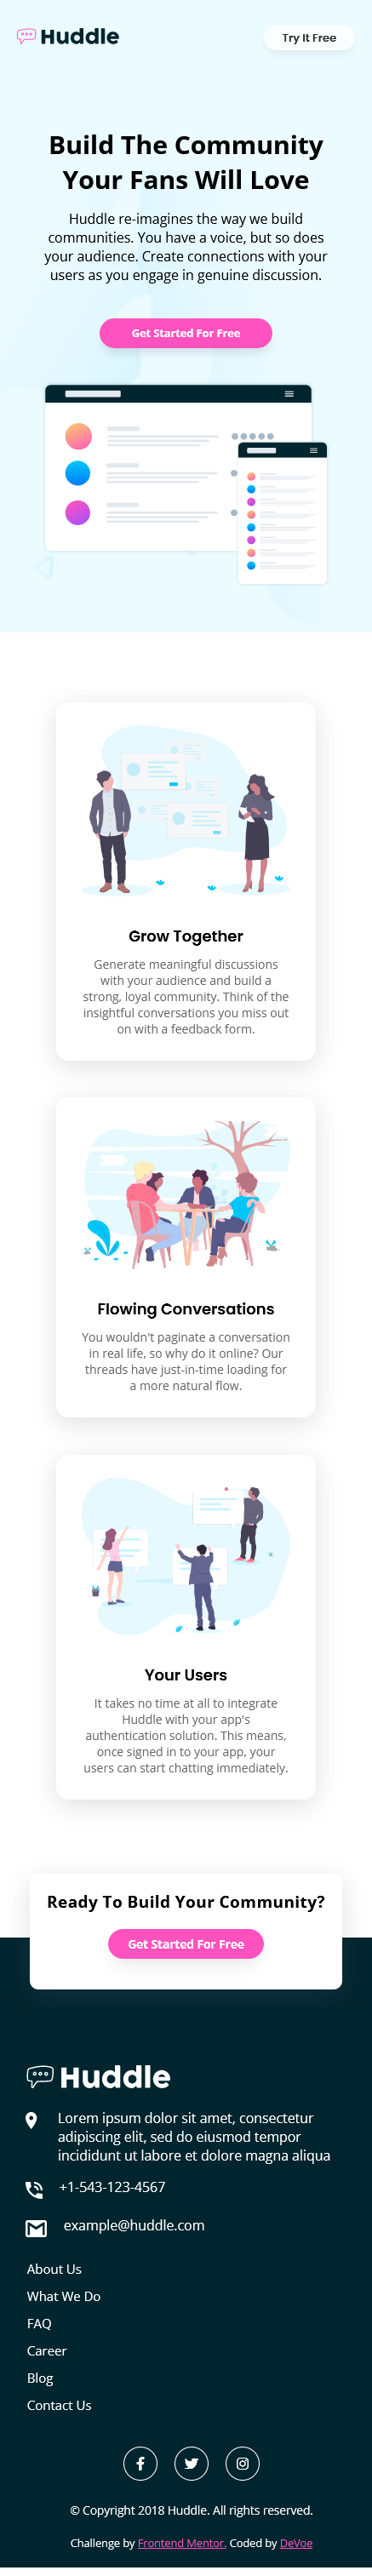 Huddle
Try It Free
Build The Community
Your Fans Will Love
Huddle re-imagines the way we build
communities. You have a voice, but so does
your audience. Create connections with your
users as you engage in genuine discussion.
Get Started For Free
Grow Together
Generate meaningful discussions
with your audience and build a
strong, loyal community. Think of the
insightful conversations you miss out
on with a feedback form.
Flowing Conversations
You wouldn't paginate a conversation
in real life, so why do it online? Our
threads have just-in-time loading for
a more natural flow.
Your Users
It takes no time at all to integrate
Huddle with your app's
authentication solution. This means,
once signed in to your app, your
users can start chatting immediately.
Ready To Build Your Community?
Get Started For Free
Huddle
Lorem ipsum dolor sit amet, consectetur
adipiscing elit, sed do eiusmod tempor
incididunt ut labore et dolore magna aliqua
+1-543-123-4567
example@huddle.com
About Us
What We Do
FAQ
Career
Blog
Contact Us
© Copyright 2018 Huddle. All rights reserved.
Challenge by Frontend Mentor. Coded by DeVoe